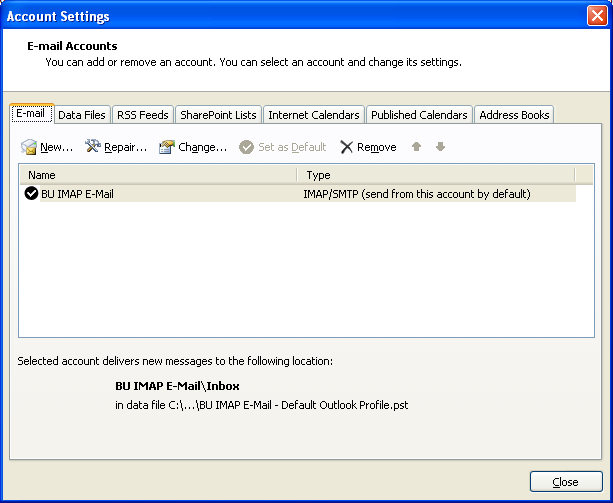 Account Settings
E-mail Accounts
You can add or remove an account. You can select an account and change its settings.
E-mail Data Files RSS Feeds SharePoint Lists Internet Calendars Published Calendars Address Books
New... Repair... Change... Set as Default Remove
Name Type
BU IMAP E-Mail IMAP/SMTP (send from this account by default)
Selected account delivers new messages to the following location:
BU IMAP E-Mail\Inbox
in data file C:\...\BU IMAP E-Mail - Default Outlook Profile.pst
Close